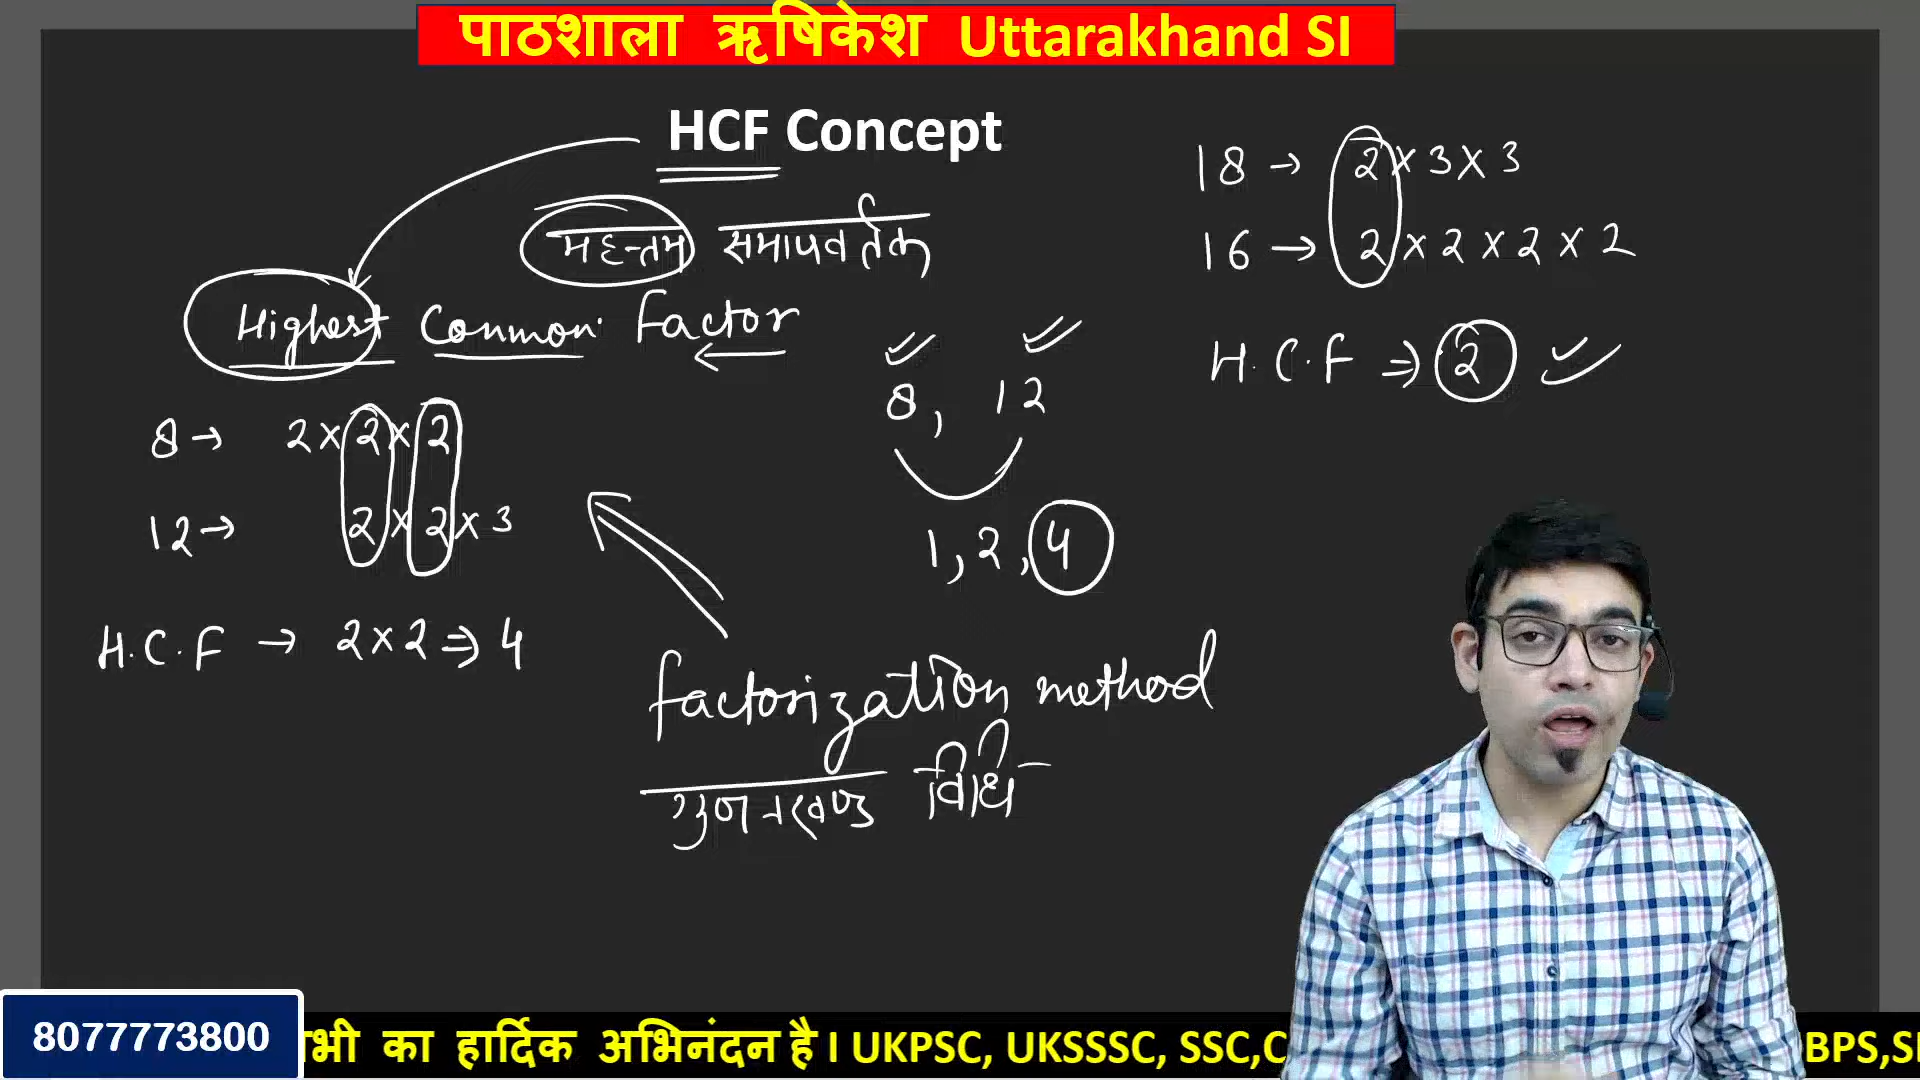 पाठशाला ऋषिकेश Uttarakhand SI
HCF Concept
महत्तम समापवर्तक
Highest Common Factor
8 → 2×2×2
12 → 2×2×3
H.C.F → 2×2 ⇒ 4
8, 12
1, 2, 4
factorization method
गुणनखण्ड विधि
18 → 2×3×3
16 → 2×2×2×2
H.C.F ⇒ 2
8077773800
भी का हार्दिक अभिनंदन है I UKPSC, UKSSSC, SSC,C
BPS,S